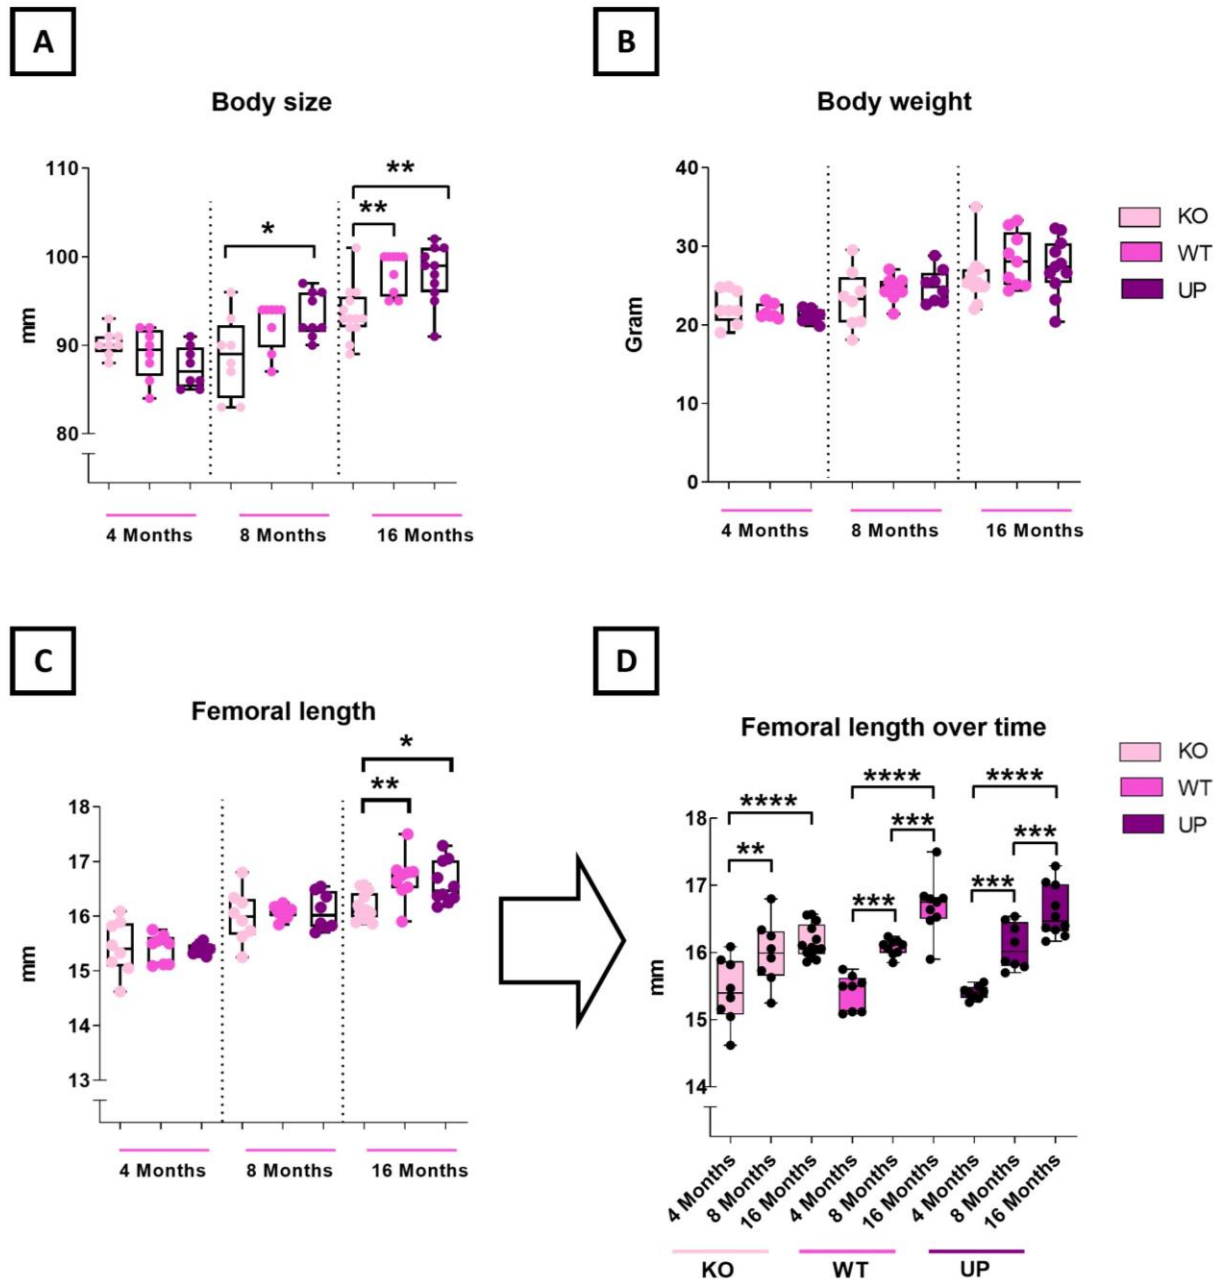 A
B
Body size
Body weight
mm
110
100
90
80
*
**
**
4 Months
8 Months
16 Months
Gram
40
30
20
10
0
4 Months
8 Months
16 Months
KO
WT
UP
C
D
Femoral length
Femoral length over time
mm
18
17
16
15
14
13
**
*
4 Months
8 Months
16 Months
mm
18
17
16
15
14
****
**
****
***
***
****
***
***
4 Months
8 Months
16 Months
4 Months
8 Months
16 Months
4 Months
8 Months
16 Months
KO
WT
UP
KO
WT
UP